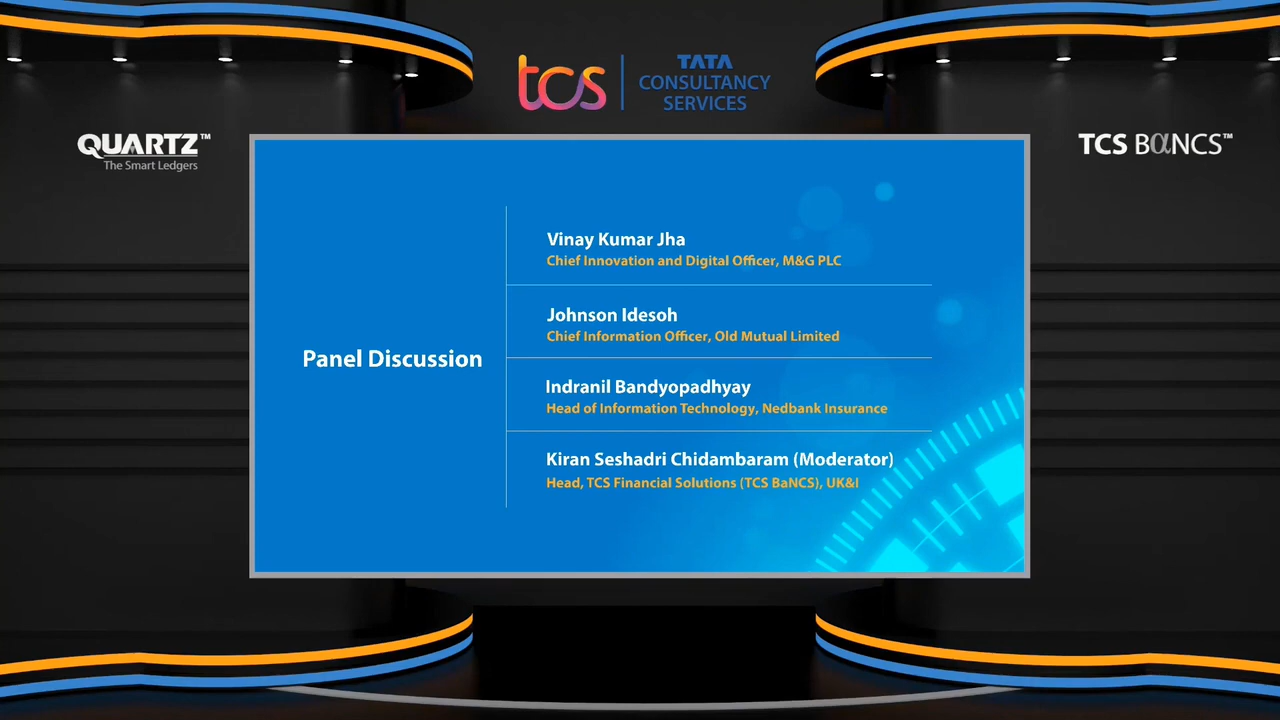 tcs
TATA
CONSULTANCY
SERVICES
QUARTZ™
The Smart Ledgers
TCS BαNCS™
Panel Discussion
Vinay Kumar Jha
Chief Innovation and Digital Officer, M&G PLC
Johnson Idesoh
Chief Information Officer, Old Mutual Limited
Indranil Bandyopadhyay
Head of Information Technology, Nedbank Insurance
Kiran Seshadri Chidambaram (Moderator)
Head, TCS Financial Solutions (TCS BaNCS), UK&I